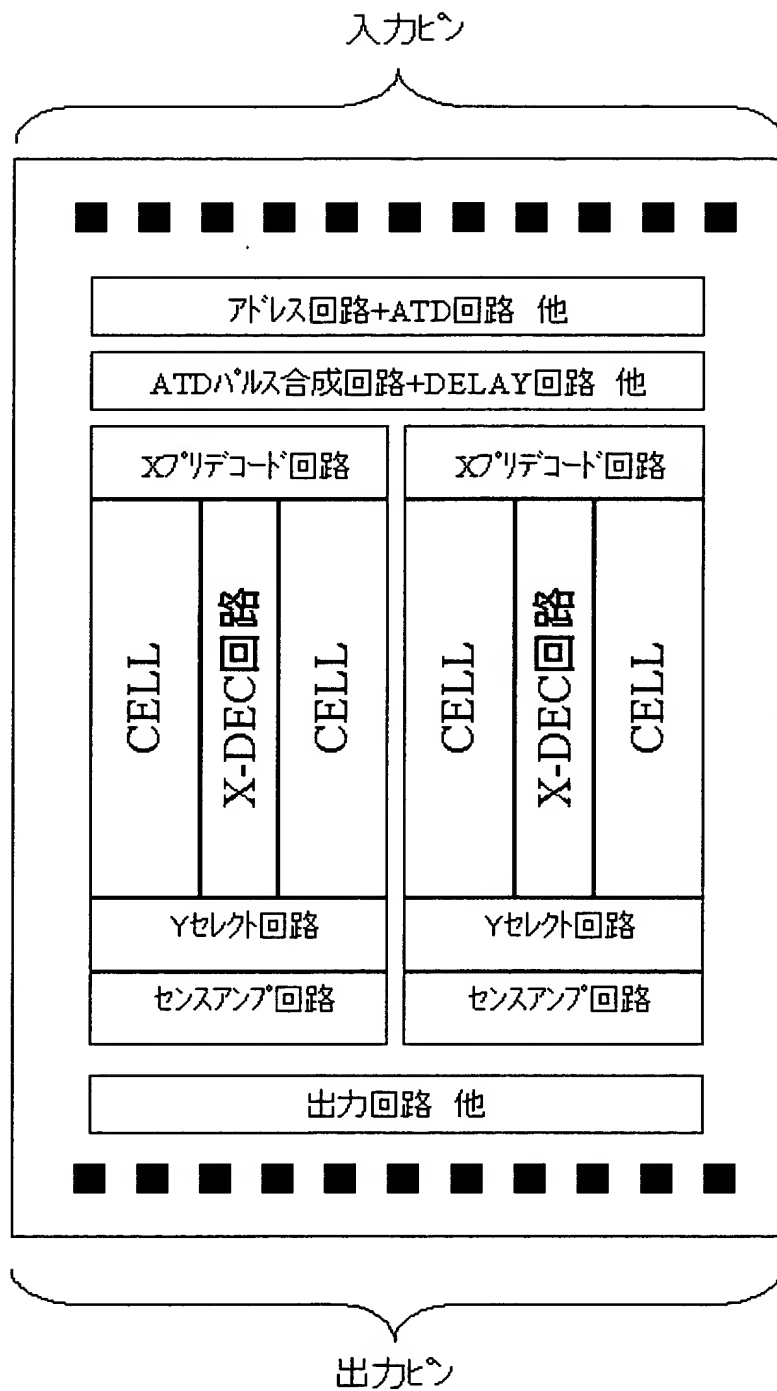 入力ピン
アドレス回路+ATD回路 他
ATDパルス合成回路+DELAY回路 他
Xプリデコード回路
Xプリデコード回路
CELL
X-DEC回路
CELL
CELL
X-DEC回路
CELL
Yセレクト回路
Yセレクト回路
センスアンプ回路
センスアンプ回路
出力回路 他
出力ピン